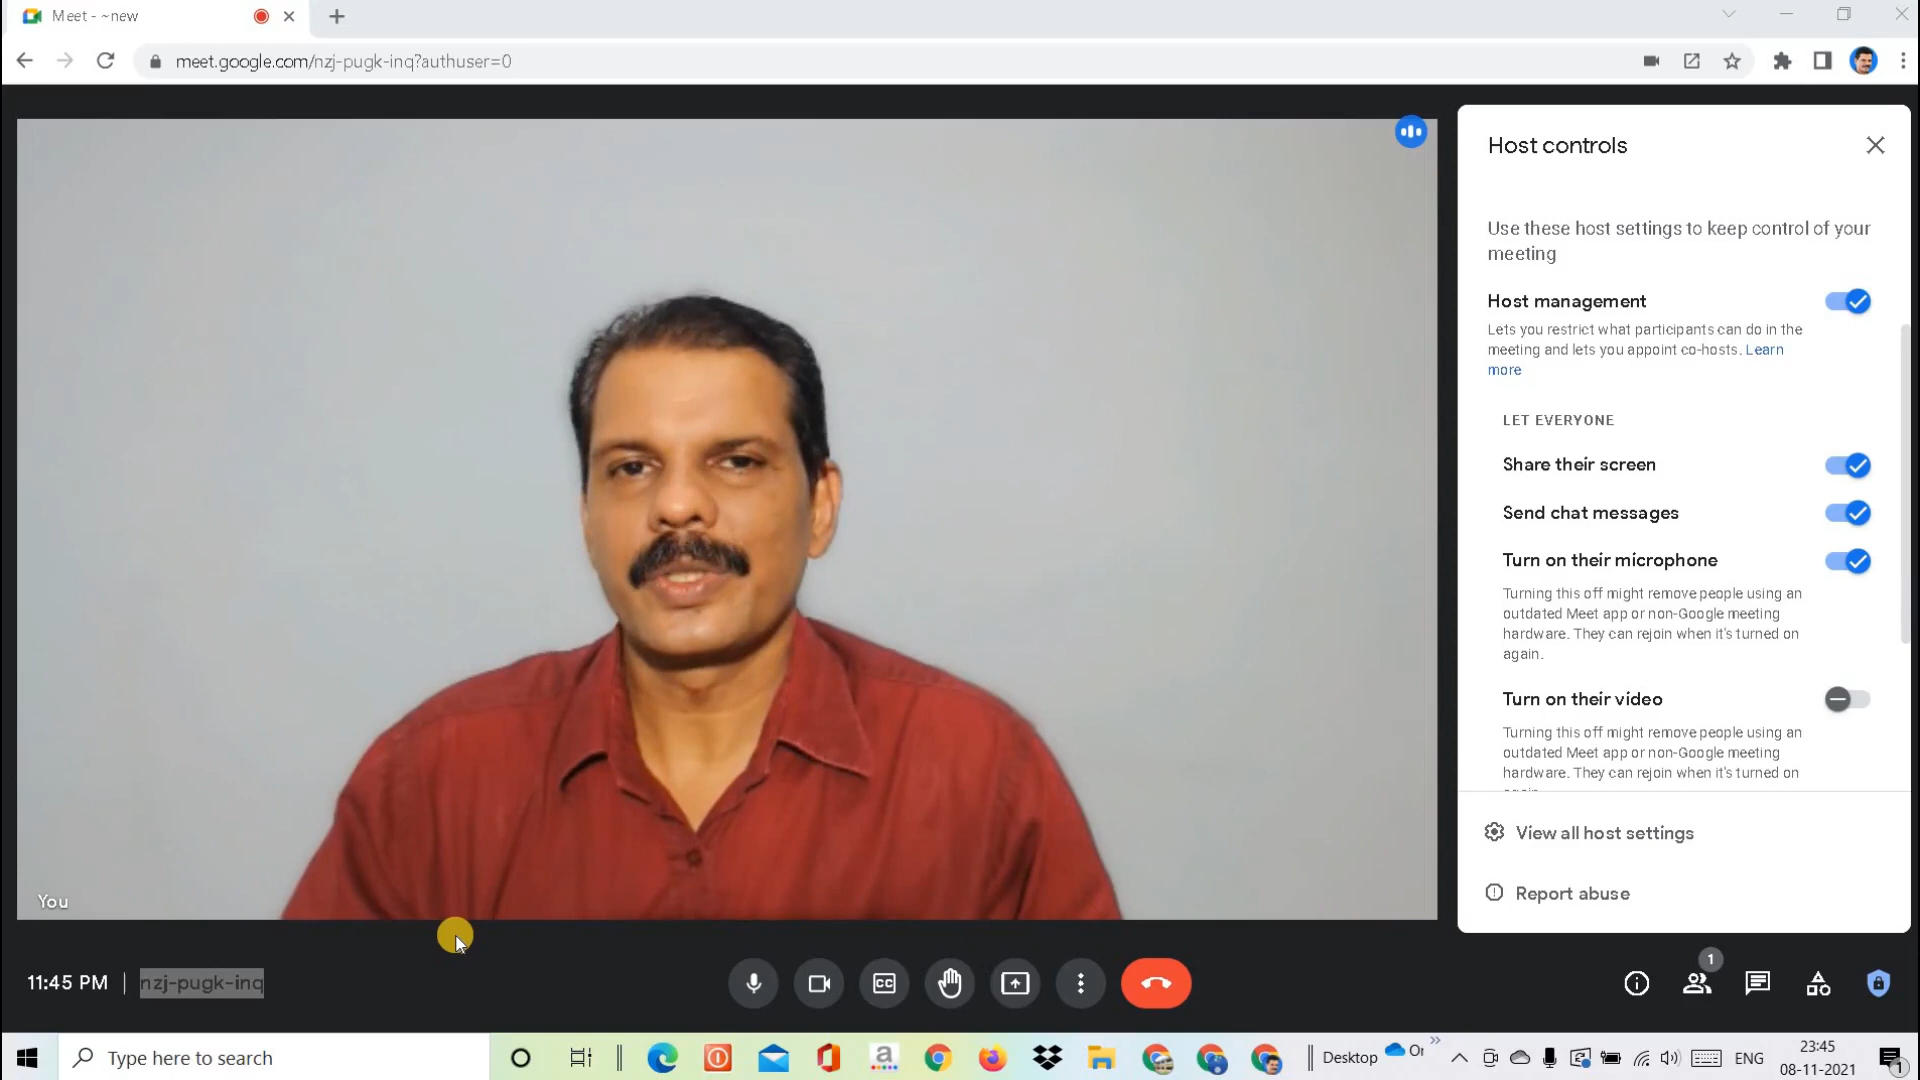 Meet - ~new
meet.google.com/nzj-pugk-inq?authuser=0
Host controls
Use these host settings to keep control of your
meeting
Host management
Lets you restrict what participants can do in the
meeting and lets you appoint co-hosts. Learn
more
LET EVERYONE
Share their screen
Send chat messages
Turn on their microphone
Turning this off might remove people using an
outdated Meet app or non-Google meeting
hardware. They can rejoin when it's turned on
again.
Turn on their video
Turning this off might remove people using an
outdated Meet app or non-Google meeting
hardware. They can rejoin when it's turned on
View all host settings
Report abuse
You
11:45 PM | nzj-pugk-inq
CC
1
Type here to search
a
Desktop
Or
ENG
23:45
08-11-2021
1